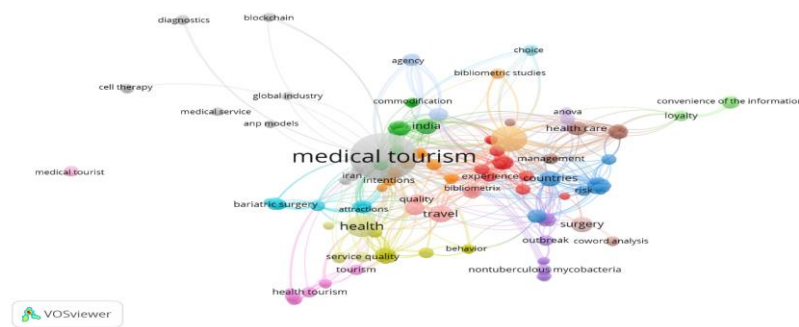 diagnostics
blockchain
choice
agency
bibliometric studies
cell therapy
global industry
commodification
convenience of the information
medical service
anova
loyalty
anp models
india
health care
medical tourism
management
medical tourist
iran
intentions
experience
countries
bibliometrix
risk
bariatric surgery
attractions
quality
travel
health
surgery
outbreak
coword analysis
behavior
service quality
tourism
nontuberculous mycobacteria
health tourism
VOSviewer